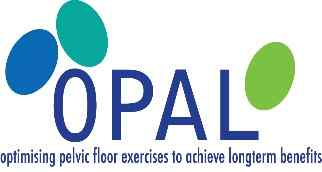 OPAL
optimising pelvic floor exercises to achieve longterm benefits